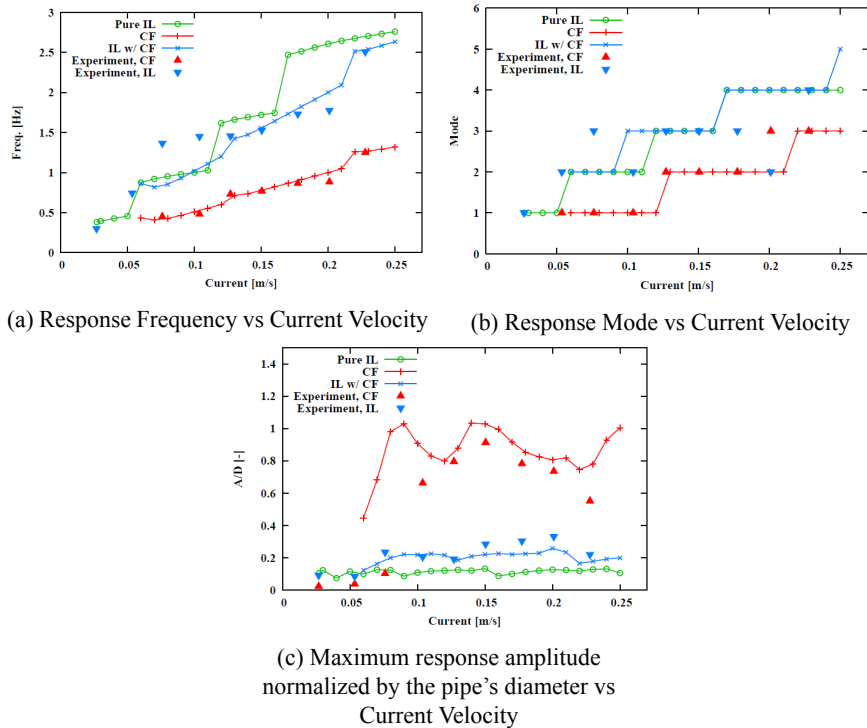 Pure IL
CF
IL w/ CF
Experiment, CF
Experiment, IL
3
2.5
2
1.5
1
0.5
0
Freq. [Hz]
0 0.05 0.1 0.15 0.2 0.25
Current [m/s]
(a) Response Frequency vs Current Velocity
Pure IL
CF
IL w/ CF
Experiment, CF
Experiment, IL
6
5
4
3
2
1
0
Mode
0 0.05 0.1 0.15 0.2 0.25
Current [m/s]
(b) Response Mode vs Current Velocity
Pure IL
CF
IL w/ CF
Experiment, CF
Experiment, IL
1.4
1.2
1
0.8
0.6
0.4
0.2
0
A/D [-]
0 0.05 0.1 0.15 0.2 0.25
Current [m/s]
(c) Maximum response amplitude
normalized by the pipe's diameter vs
Current Velocity